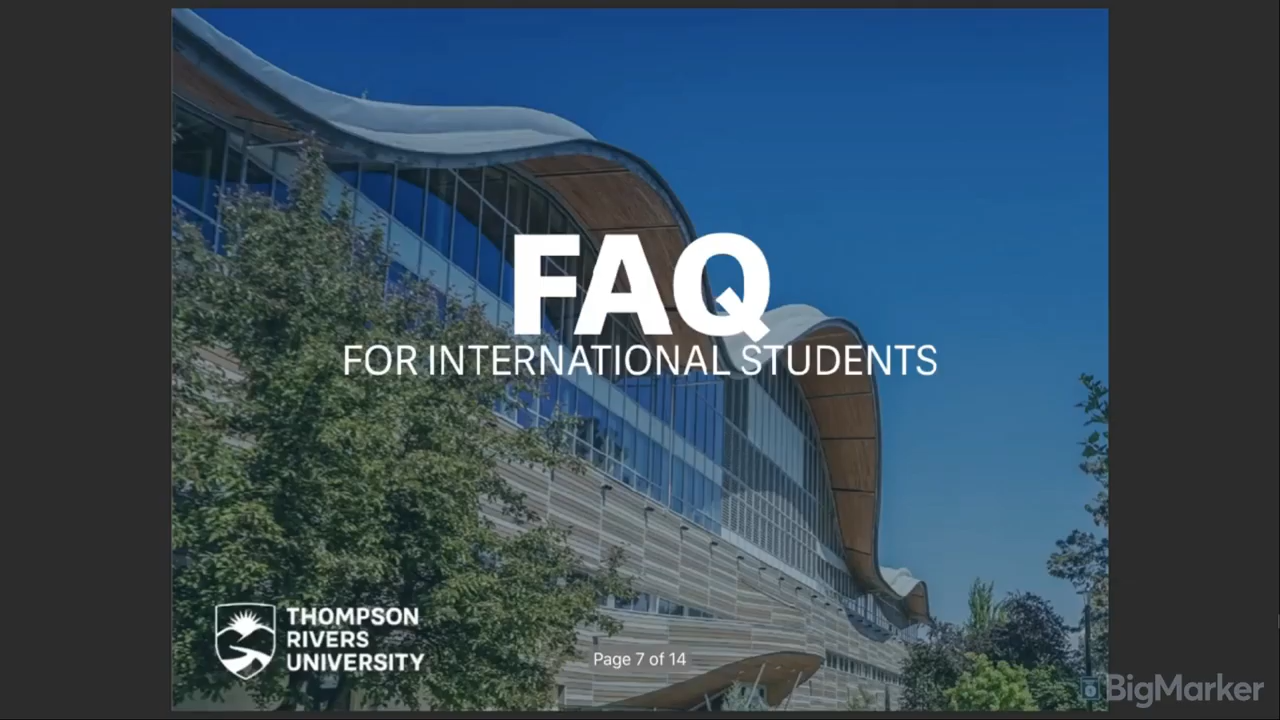 FAQ
FOR INTERNATIONAL STUDENTS
THOMPSON
RIVERS
UNIVERSITY
Page 7 of 14
BigMarker